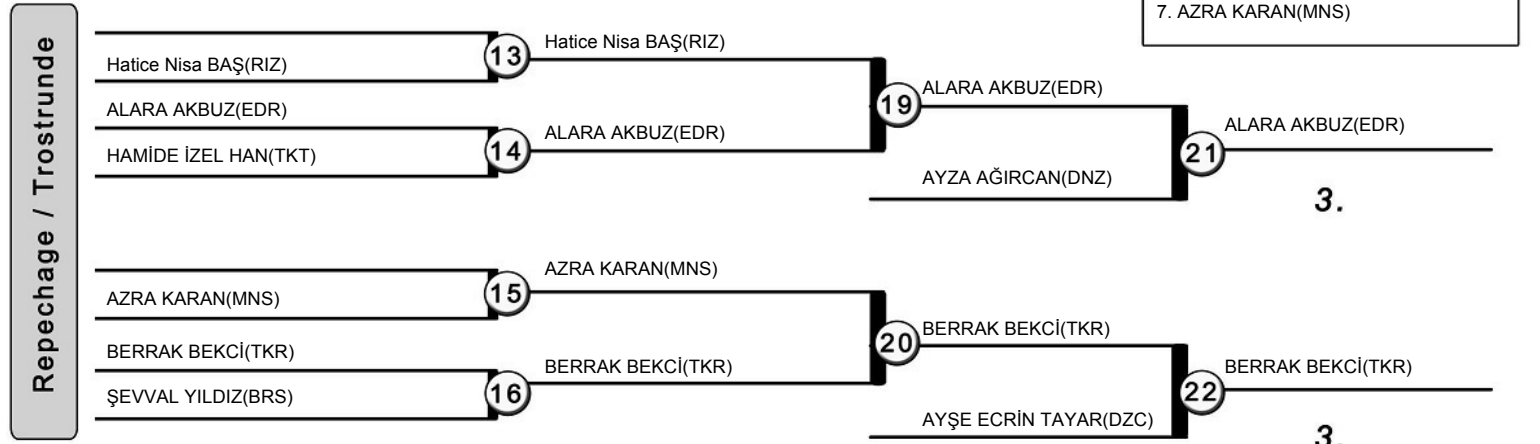 7. AZRA KARAN(MNS)
Repechage / Trostrunde
Hatice Nisa BAŞ(RIZ)
13
Hatice Nisa BAŞ(RIZ)
ALARA AKBUZ(EDR)
HAMİDE İZEL HAN(TKT)
14
ALARA AKBUZ(EDR)
19
ALARA AKBUZ(EDR)
AYZA AĞIRCAN(DNZ)
21
ALARA AKBUZ(EDR)
3.
AZRA KARAN(MNS)
15
AZRA KARAN(MNS)
BERRAK BEKCİ(TKR)
ŞEVVAL YILDIZ(BRS)
16
BERRAK BEKCİ(TKR)
20
BERRAK BEKCİ(TKR)
AYŞE ECRİN TAYAR(DZC)
22
BERRAK BEKCİ(TKR)
3.